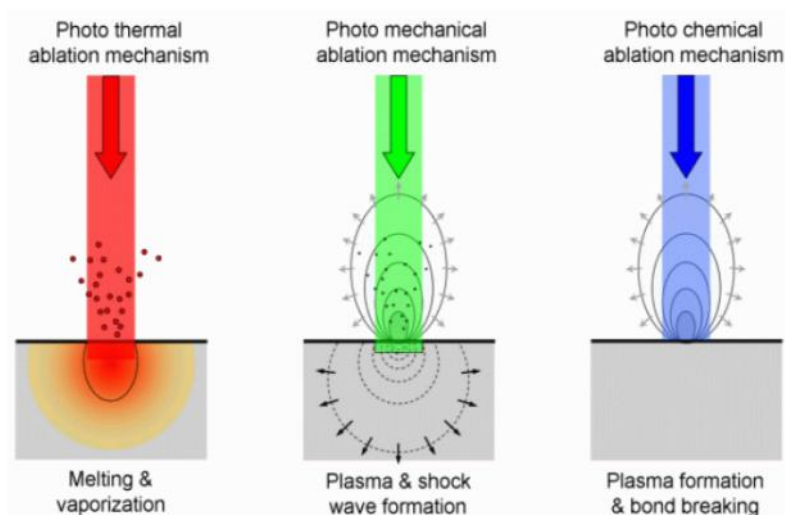 Photo thermal
ablation mechanism
Photo mechanical
ablation mechanism
Photo chemical
ablation mechanism
Melting &
vaporization
Plasma & shock
wave formation
Plasma formation
& bond breaking